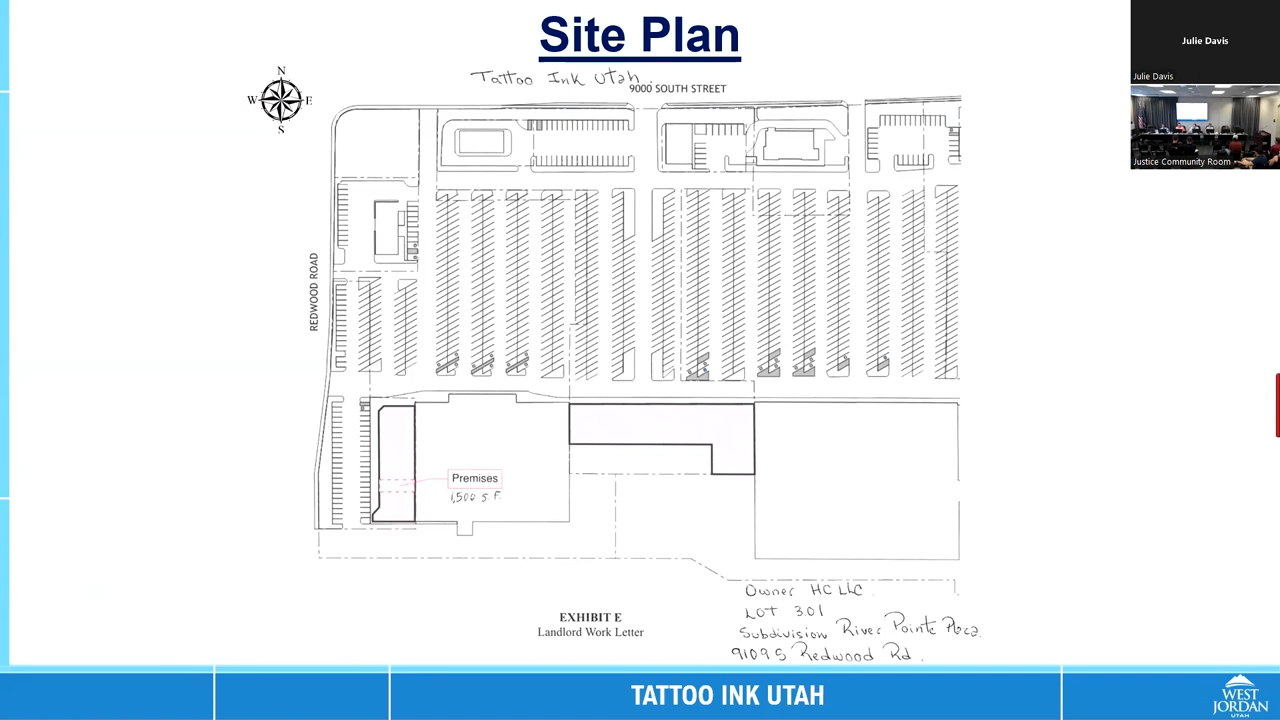 Site Plan
Julie Davis
Julie Davis
Justice Community Room
Tattoo Ink Utah.
9000 SOUTH STREET
N
W E
S
REDWOOD ROAD
Premises
1,500 S.F.
Owner HC LLC
LOT 3.01
Subdivision River Pointe Plaza.
9109 S Redwood Rd.
EXHIBIT E
Landlord Work Letter
TATTOO INK UTAH
WEST
JORDAN
UTAH